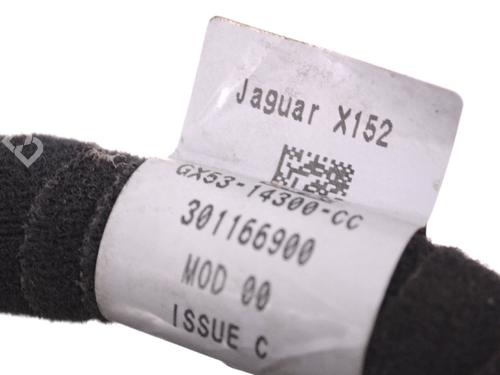 Jaguar X152
GX53-14300-CC
301166900
MOD 00
ISSUE C